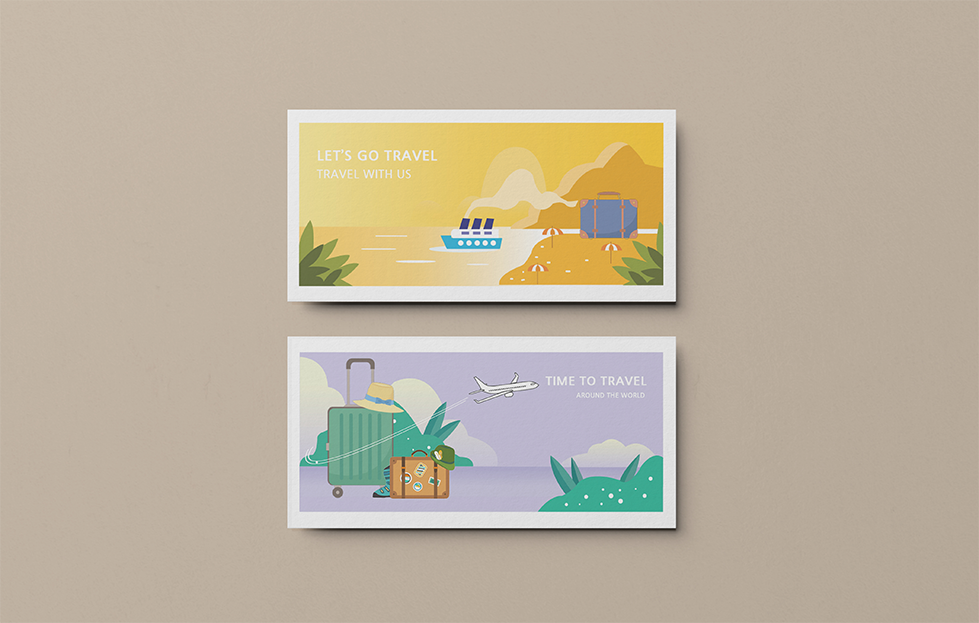 LET'S GO TRAVEL
TRAVEL WITH US
TIME TO TRAVEL
AROUND THE WORLD